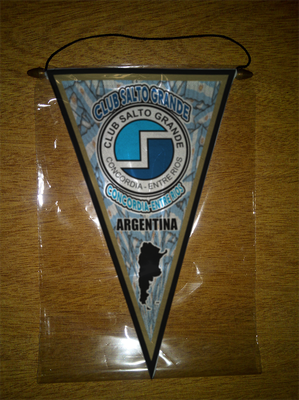 CLUB SALTO GRANDE
CLUB SALTO GRANDE
CONCORDIA - ENTRE RIOS
CONCORDIA-ENTRE RIOS
ARGENTINA